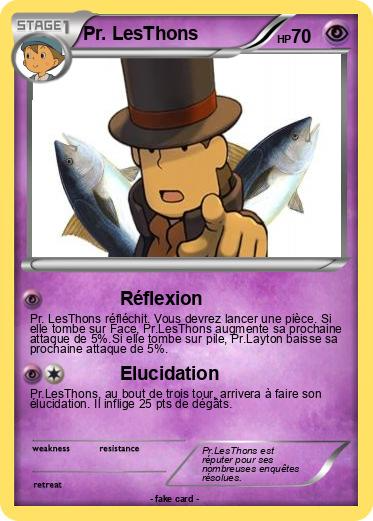 STAGE1
Pr. LesThons
HP70
Réflexion
Pr. LesThons réfléchit. Vous devrez lancer une pièce. Si
elle tombe sur Face, Pr.LesThons augmente sa prochaine
attaque de 5%.Si elle tombe sur pile, Pr.Layton baisse sa
prochaine attaque de 5%.
Elucidation
Pr.LesThons, au bout de trois tour, arrivera à faire son
élucidation. Il inflige 25 pts de dégâts.
weakness resistance
retreat
Pr.LesThons est
réputer pour ses
nombreuses enquêtes
résolues.
- fake card -